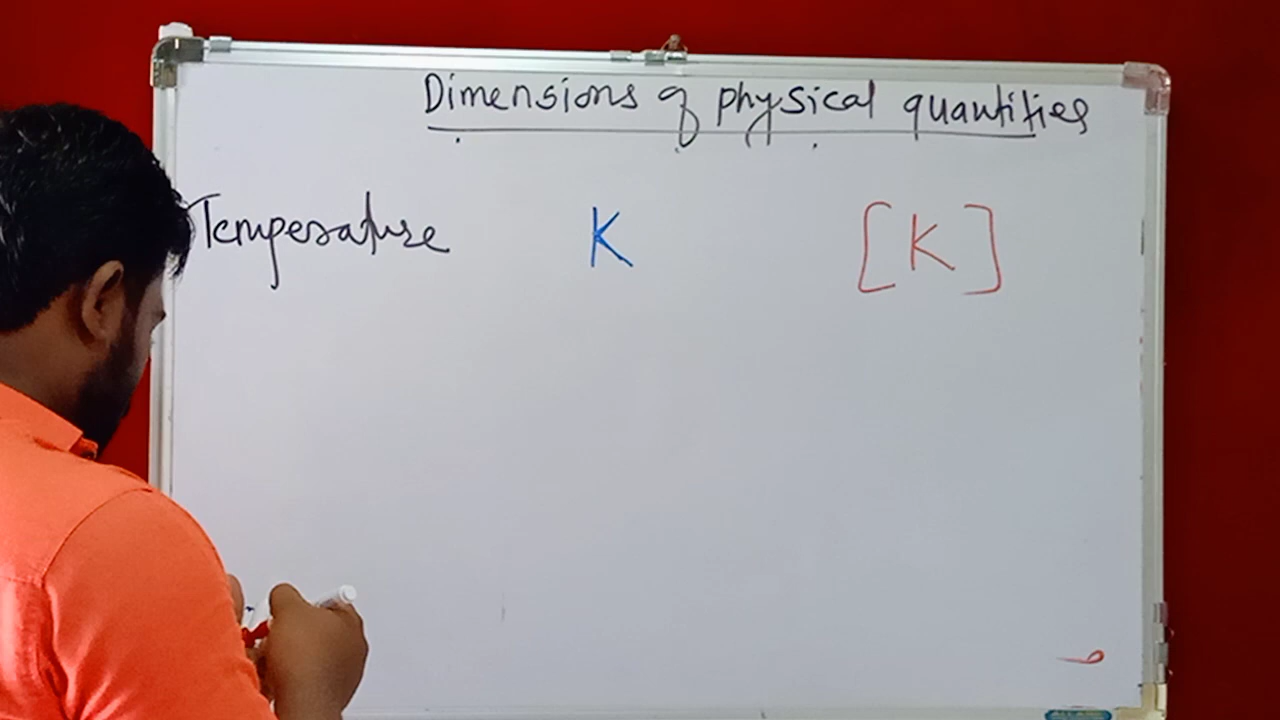 Dimensions of physical quantities
Temperature K [K]